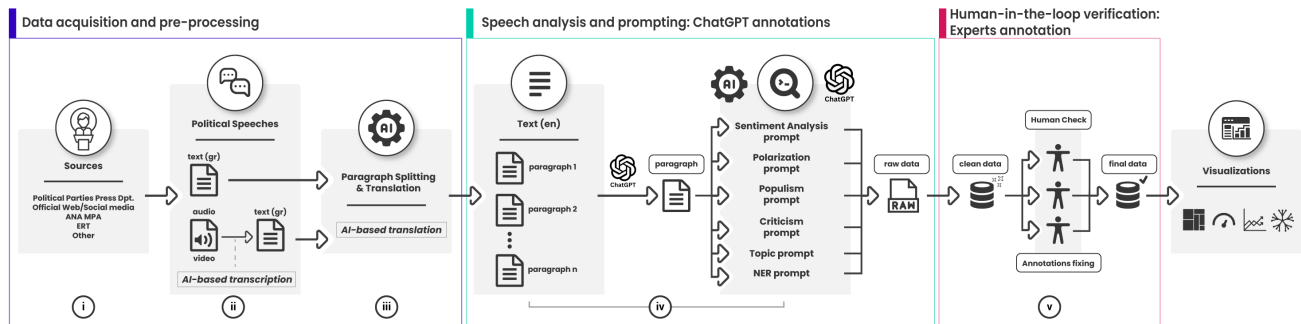 Data acquisition and pre-processing
Speech analysis and prompting: ChatGPT annotations
Human-in-the-loop verification:
Experts annotation
Sources
Political Parties Press Dpt.
Official Web/Social media
ANA MPA
ERT
Other
i
Political Speeches
text (gr)
audio
text (gr)
video
AI-based transcription
ii
AI
Paragraph Splitting
& Translation
AI-based translation
iii
Text (en)
paragraph 1
paragraph 2
paragraph n
ChatGPT
paragraph
AI
ChatGPT
Sentiment Analysis
prompt
Polarization
prompt
Populism
prompt
Criticism
prompt
Topic prompt
NER prompt
iv
raw data
RAW
clean data
Human Check
Annotations fixing
final data
v
Visualizations